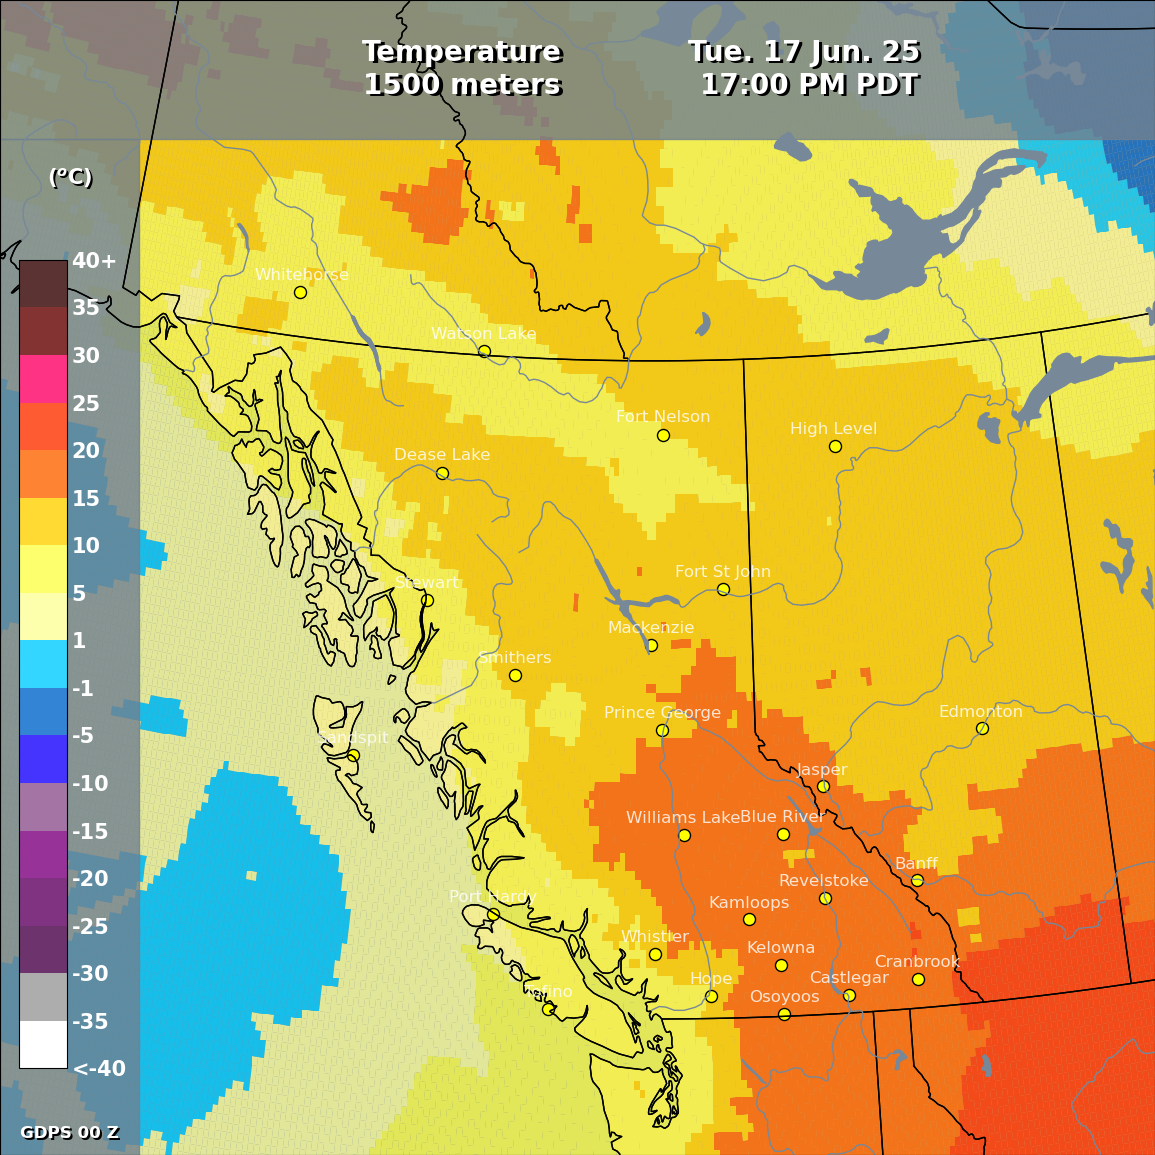 Temperature
1500 meters
Tue. 17 Jun. 25
17:00 PM PDT
(°C)
40+
35
30
25
20
15
10
5
1
-1
-5
-10
-15
-20
-25
-30
-35
<-40
GDPS 00 Z
Whitehorse
Watson Lake
Fort Nelson
High Level
Dease Lake
Fort St John
Stewart
Mackenzie
Smithers
Prince George
Edmonton
Sandspit
Jasper
Williams Lake
Blue River
Banff
Revelstoke
Port Hardy
Kamloops
Whistler
Kelowna
Cranbrook
Hope
Castlegar
Tofino
Osoyoos